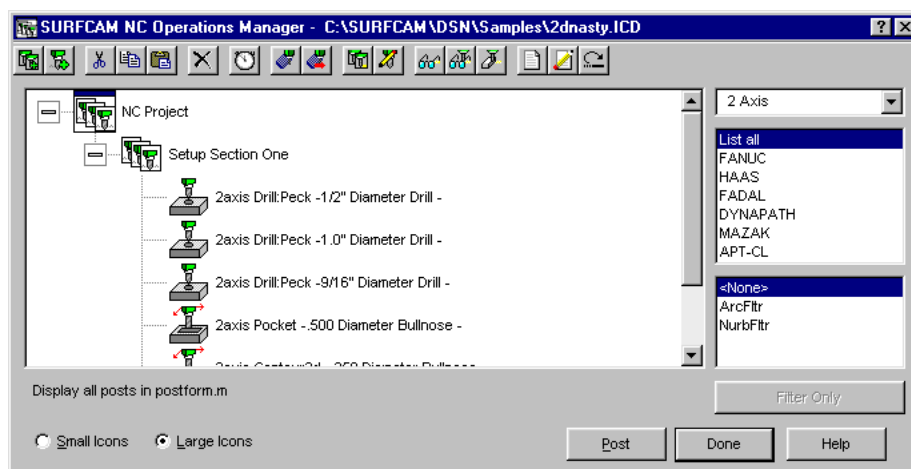 SURFCAM NC Operations Manager - C:\SURFCAM\DSN\Samples\2dnasty.ICD
NC Project
Setup Section One
2axis Drill:Peck -1/2" Diameter Drill -
2axis Drill:Peck -1.0" Diameter Drill -
2axis Drill:Peck -9/16" Diameter Drill -
2axis Pocket -.500 Diameter Bullnose -
2 Axis
List all
FANUC
HAAS
FADAL
DYNAPATH
MAZAK
APT-CL
<None>
ArcFltr
NurbFltr
Display all posts in postform.m
Filter Only
Small Icons
Large Icons
Post
Done
Help